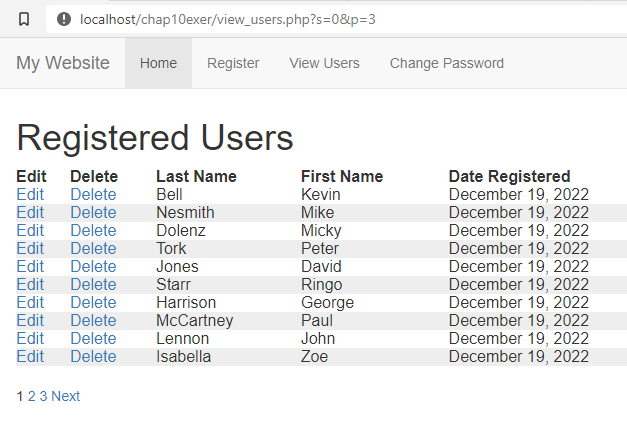 localhost/chap10exer/view_users.php?s=0&p=3
My Website Home Register View Users Change Password
Registered Users
Edit Delete Last Name First Name Date Registered
Edit Delete Bell Kevin December 19, 2022
Edit Delete Nesmith Mike December 19, 2022
Edit Delete Dolenz Micky December 19, 2022
Edit Delete Tork Peter December 19, 2022
Edit Delete Jones David December 19, 2022
Edit Delete Starr Ringo December 19, 2022
Edit Delete Harrison George December 19, 2022
Edit Delete McCartney Paul December 19, 2022
Edit Delete Lennon John December 19, 2022
Edit Delete Isabella Zoe December 19, 2022
1 2 3 Next